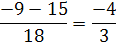 (-9 - 15)/18 = -4/3